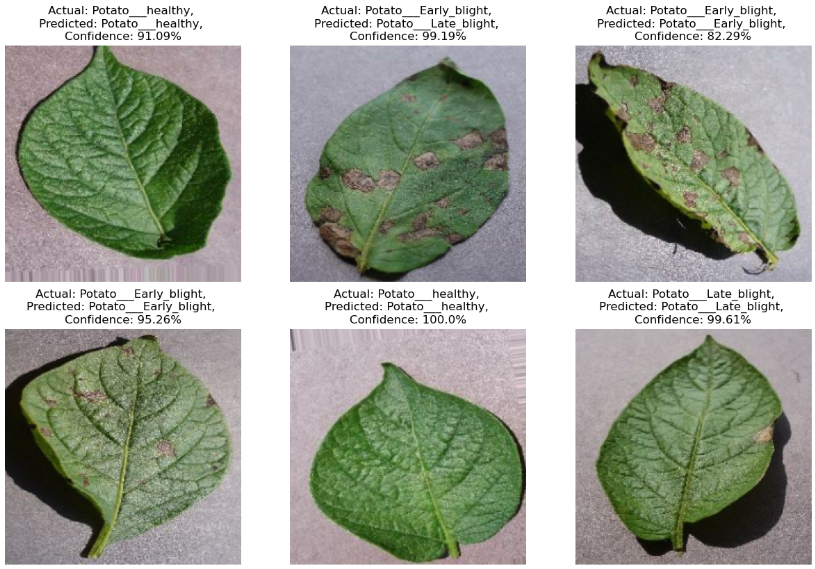 Actual: Potato___healthy,
Predicted: Potato___healthy,
Confidence: 91.09%
Actual: Potato___Early_blight,
Predicted: Potato___Late_blight,
Confidence: 99.19%
Actual: Potato___Early_blight,
Predicted: Potato___Early_blight,
Confidence: 82.29%
Actual: Potato___Early_blight,
Predicted: Potato___Early_blight,
Confidence: 95.26%
Actual: Potato___healthy,
Predicted: Potato___healthy,
Confidence: 100.0%
Actual: Potato___Late_blight,
Predicted: Potato___Late_blight,
Confidence: 99.61%